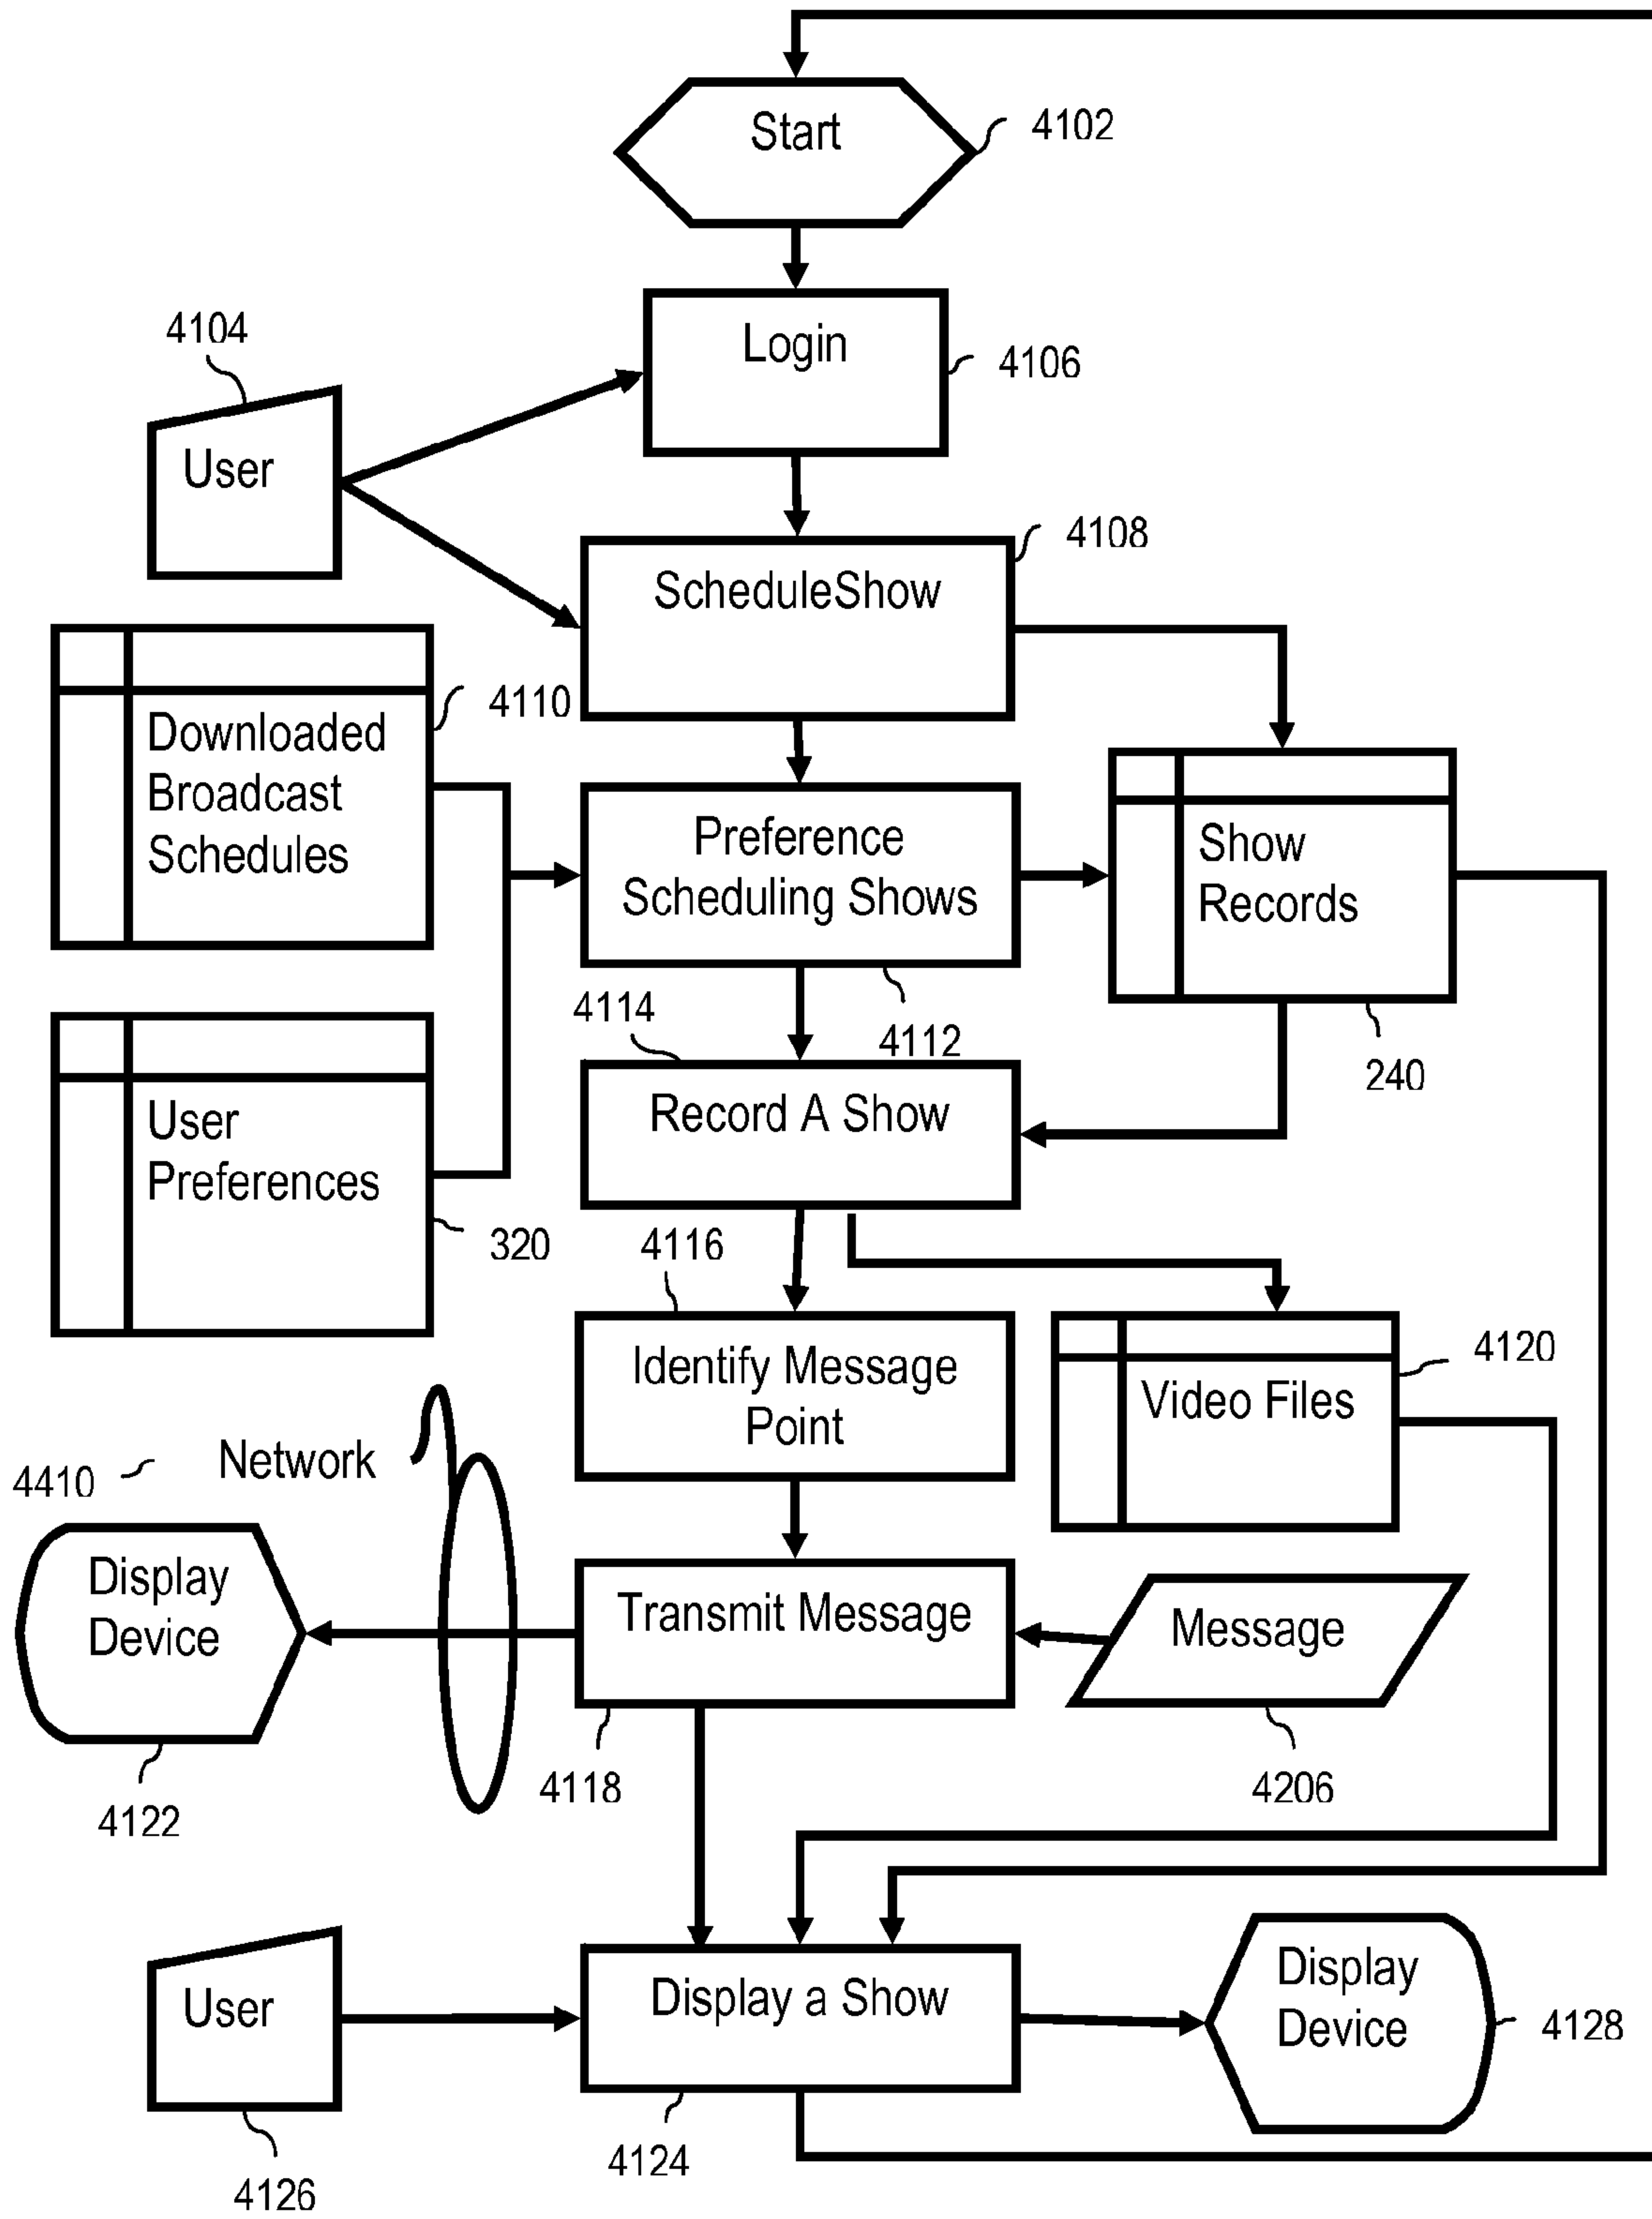 Start
4102
Login
4106
4104
User
4108
ScheduleShow
4110
Downloaded
Broadcast
Schedules
Preference
Scheduling Shows
Show
Records
4114
4112
240
User
Preferences
Record A Show
320
4116
4120
Identify Message
Point
Video Files
Network
4410
Display
Device
Transmit Message
Message
4118
4206
4122
Display a Show
Display
Device
User
4128
4124
4126